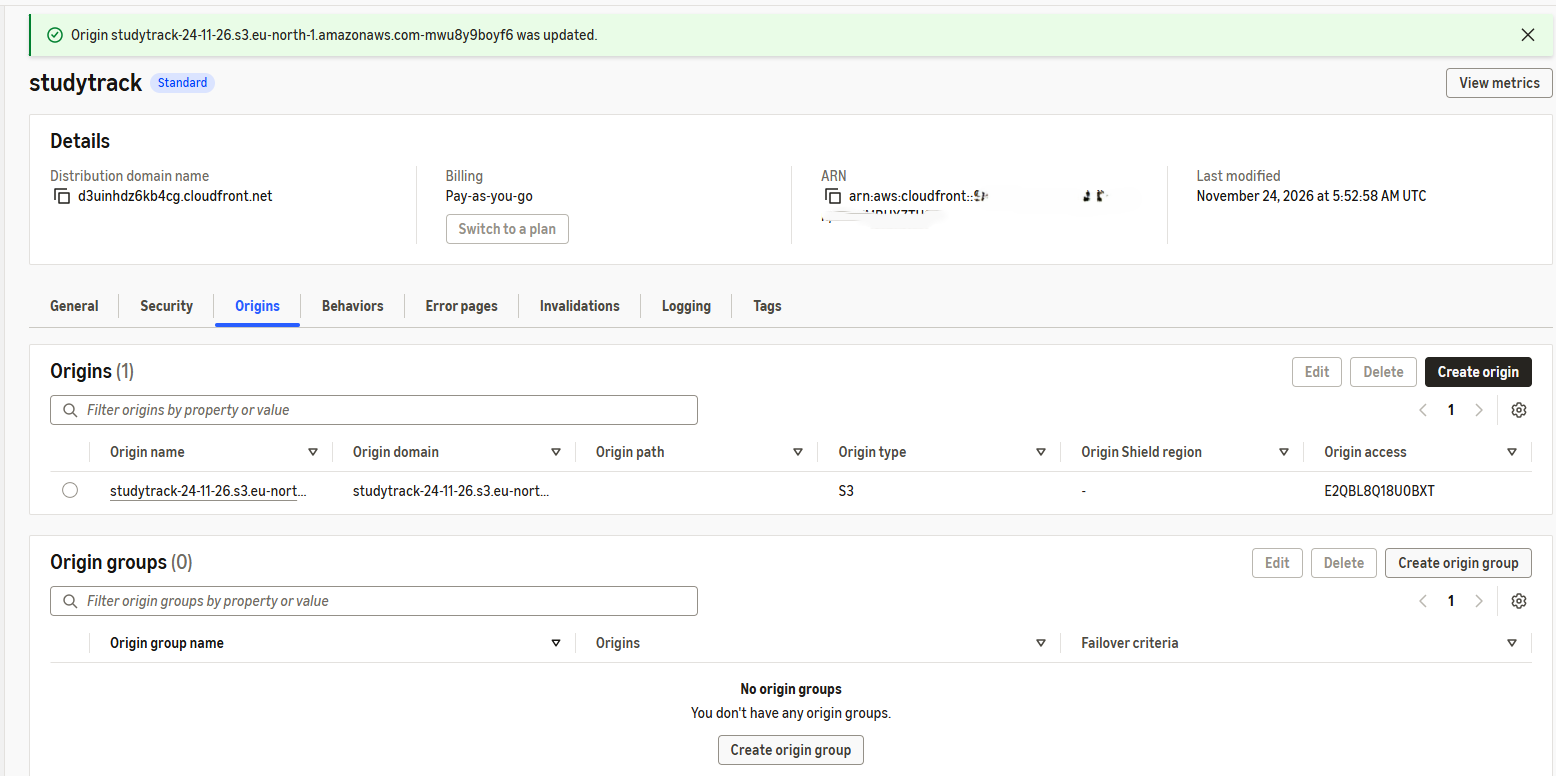 Origin studytrack-24-11-26.s3.eu-north-1.amazonaws.com-mwu8y9boyf6 was updated.
studytrack Standard
View metrics
Details
Distribution domain name
d3uinhdz6kb4cg.cloudfront.net
Billing
Pay-as-you-go
Switch to a plan
ARN
arn:aws:cloudfront::
Last modified
November 24, 2026 at 5:52:58 AM UTC
General Security Origins Behaviors Error pages Invalidations Logging Tags
Origins (1)
Edit Delete Create origin
Filter origins by property or value
1
Origin name Origin domain Origin path Origin type Origin Shield region Origin access
studytrack-24-11-26.s3.eu-nort... studytrack-24-11-26.s3.eu-nort... S3 - E2QBL8Q18U0BXT
Origin groups (0)
Edit Delete Create origin group
Filter origin groups by property or value
1
Origin group name Origins Failover criteria
No origin groups
You don't have any origin groups.
Create origin group